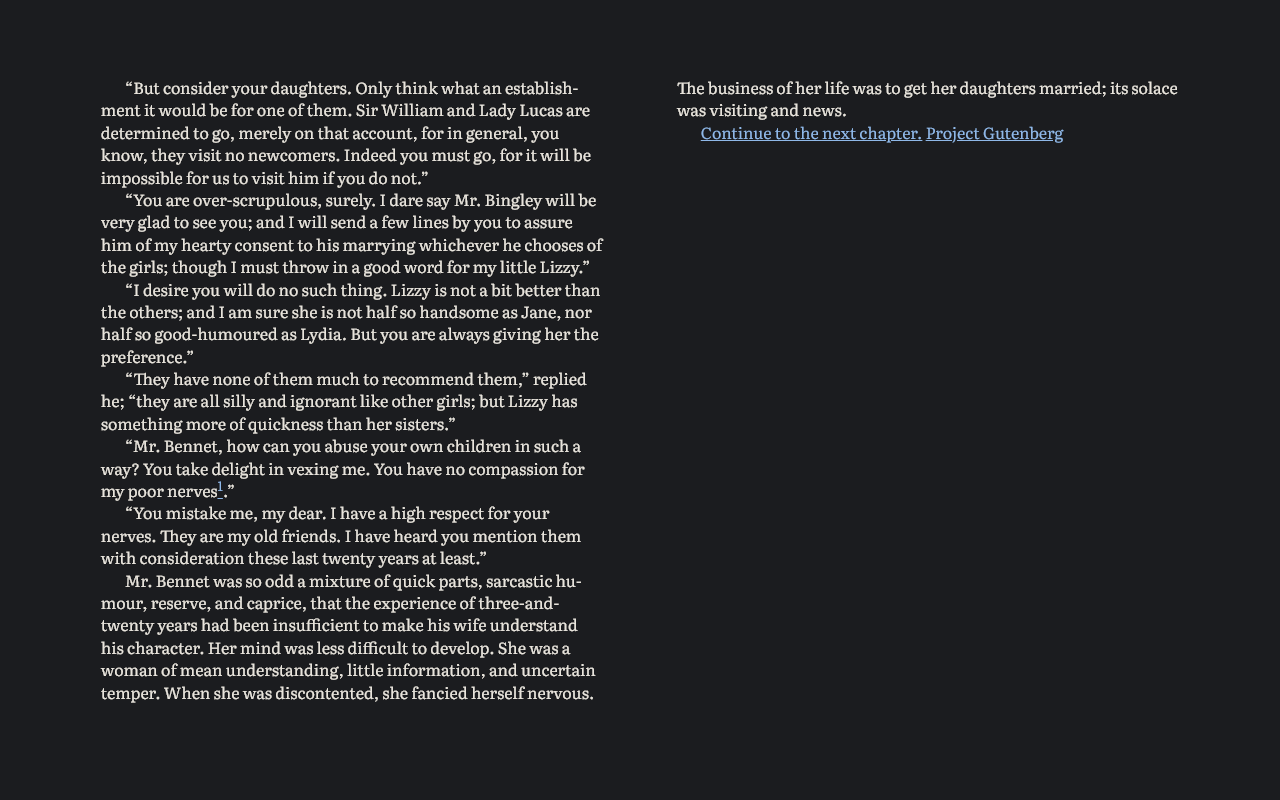 “But consider your daughters. Only think what an establish-
ment it would be for one of them. Sir William and Lady Lucas are
determined to go, merely on that account, for in general, you
know, they visit no newcomers. Indeed you must go, for it will be
impossible for us to visit him if you do not.”
“You are over-scrupulous, surely. I dare say Mr. Bingley will be
very glad to see you; and I will send a few lines by you to assure
him of my hearty consent to his marrying whichever he chooses of
the girls; though I must throw in a good word for my little Lizzy.”
“I desire you will do no such thing. Lizzy is not a bit better than
the others; and I am sure she is not half so handsome as Jane, nor
half so good-humoured as Lydia. But you are always giving her the
preference.”
“They have none of them much to recommend them,” replied
he; “they are all silly and ignorant like other girls; but Lizzy has
something more of quickness than her sisters.”
“Mr. Bennet, how can you abuse your own children in such a
way? You take delight in vexing me. You have no compassion for
my poor nerves1.”
“You mistake me, my dear. I have a high respect for your
nerves. They are my old friends. I have heard you mention them
with consideration these last twenty years at least.”
Mr. Bennet was so odd a mixture of quick parts, sarcastic hu-
mour, reserve, and caprice, that the experience of three-and-
twenty years had been insufficient to make his wife understand
his character. Her mind was less difficult to develop. She was a
woman of mean understanding, little information, and uncertain
temper. When she was discontented, she fancied herself nervous.
The business of her life was to get her daughters married; its solace
was visiting and news.
Continue to the next chapter. Project Gutenberg